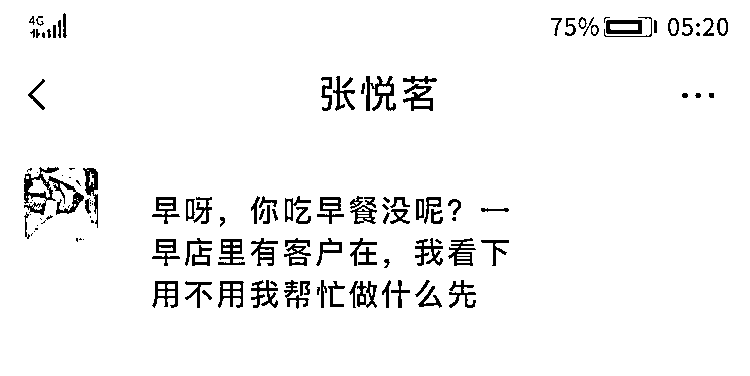 4G 75% 05:20
张悦茗
早呀，你吃早餐没呢？一
早店里有客户在，我看下
用不用我帮忙做什么先